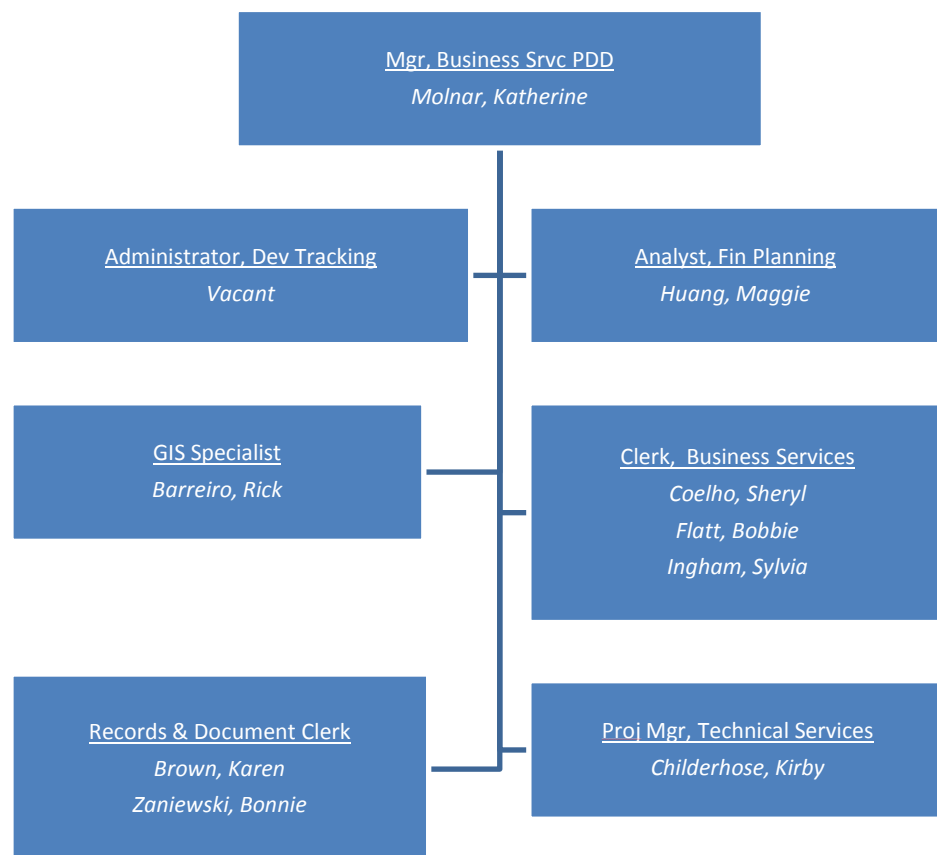 Mgr, Business Srvc PDD
Molnar, Katherine
Administrator, Dev Tracking
Vacant
Analyst, Fin Planning
Huang, Maggie
GIS Specialist
Barreiro, Rick
Clerk,  Business Services
Coelho, Sheryl
Flatt, Bobbie
Ingham, Sylvia
Records & Document Clerk
Brown, Karen
Zaniewski, Bonnie
Proj Mgr, Technical Services
Childerhose, Kirby